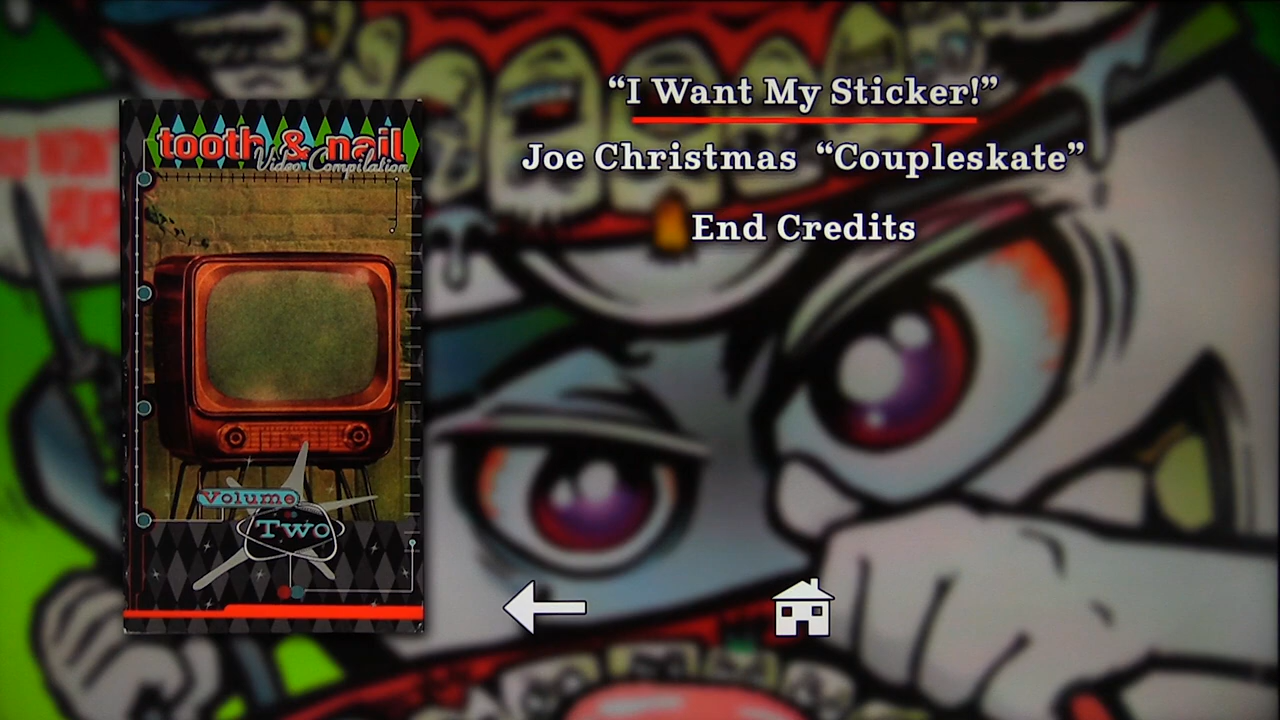 “I Want My Sticker!”
Joe Christmas “Coupleskate”
End Credits
tooth & nail
Video Compilation
Volume
Two